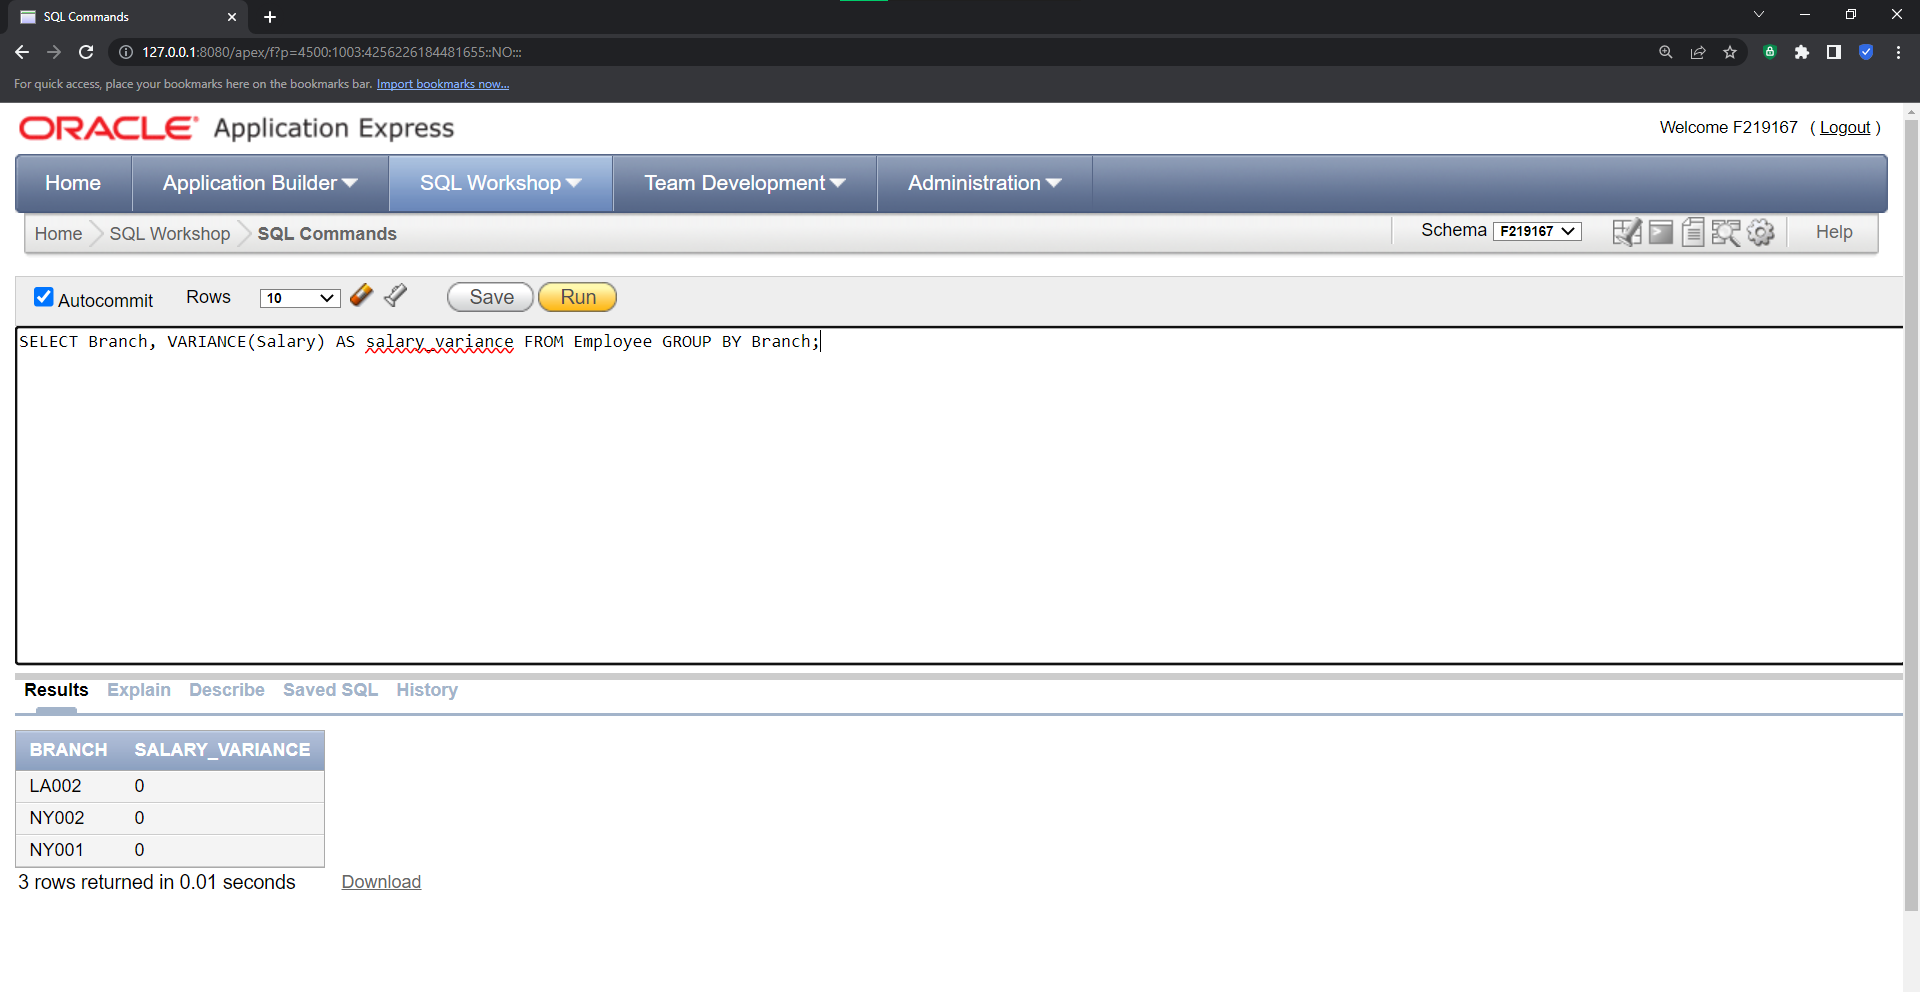 SQL Commands
127.0.0.1:8080/apex/f?p=4500:1003:4256226184481655::NO:::
For quick access, place your bookmarks here on the bookmarks bar. Import bookmarks now...
ORACLE® Application Express
Welcome F219167 ( Logout )
Home Application Builder SQL Workshop Team Development Administration
Home SQL Workshop SQL Commands Schema F219167 Help
Autocommit Rows 10 Save Run
SELECT Branch, VARIANCE(Salary) AS salary_variance FROM Employee GROUP BY Branch;
Results Explain Describe Saved SQL History
BRANCH SALARY_VARIANCE
LA002 0
NY002 0
NY001 0
3 rows returned in 0.01 seconds Download